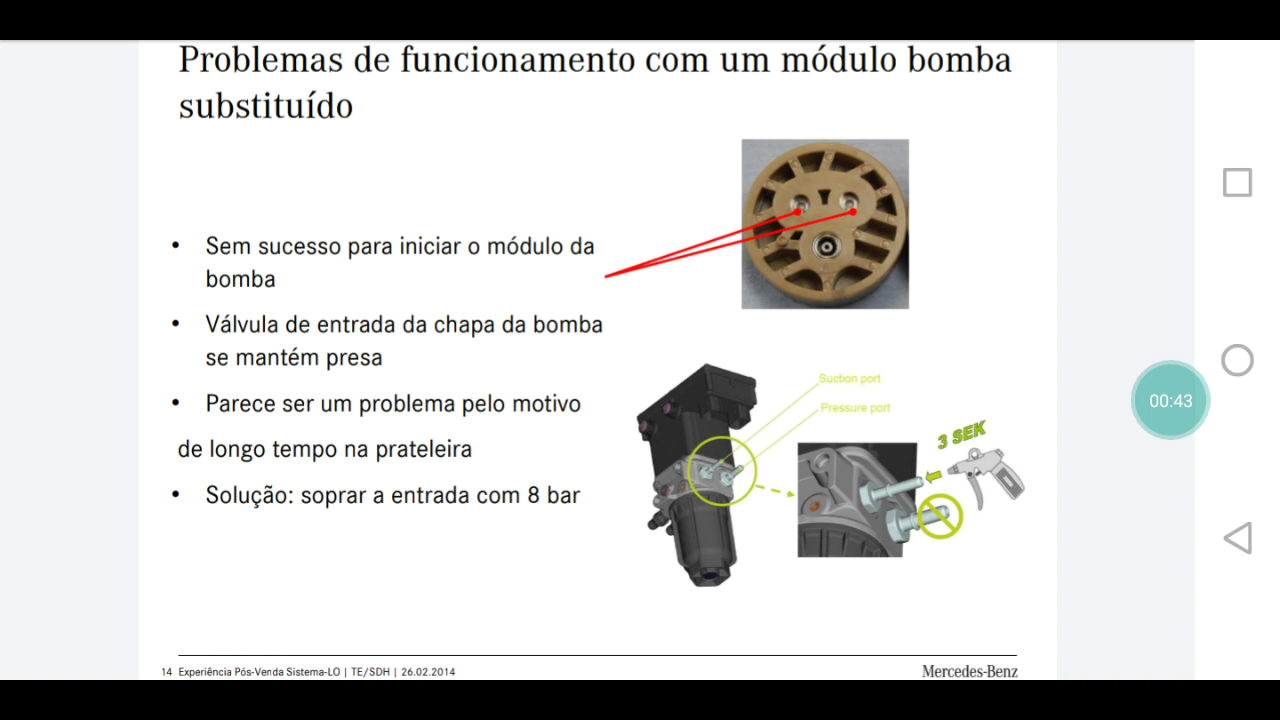 Problemas de funcionamento com um módulo bomba
substituído
• Sem sucesso para iniciar o módulo da
bomba
• Válvula de entrada da chapa da bomba
se mantém presa
• Parece ser um problema pelo motivo
de longo tempo na prateleira
• Solução: soprar a entrada com 8 bar
Suction port
Pressure port
3 SEK
00:43
14 Experiência Pós-Venda Sistema-LO | TE/SDH | 26.02.2014
Mercedes-Benz